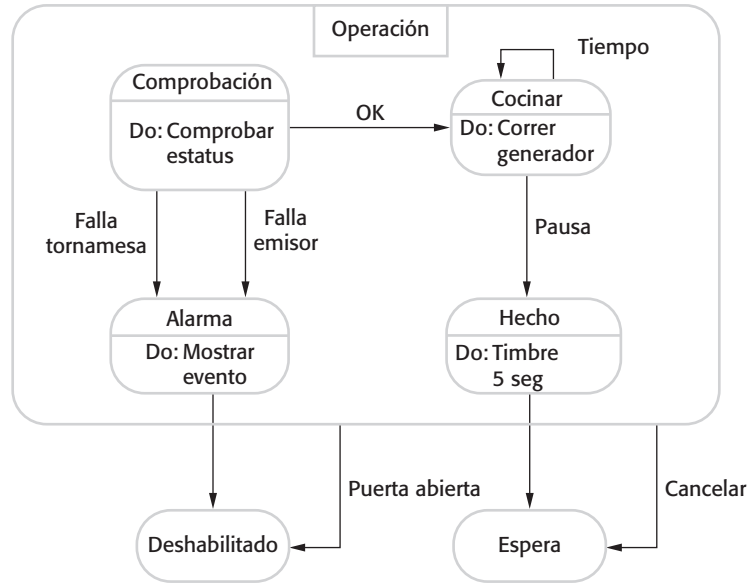 Operación
Tiempo
Comprobación
Cocinar
OK
Do: Comprobar
estatus
Do: Correr
generador
Falla
tornamesa
Falla
emisor
Pausa
Alarma
Hecho
Do: Mostrar
evento
Do: Timbre
5 seg
Puerta abierta
Cancelar
Deshabilitado
Espera